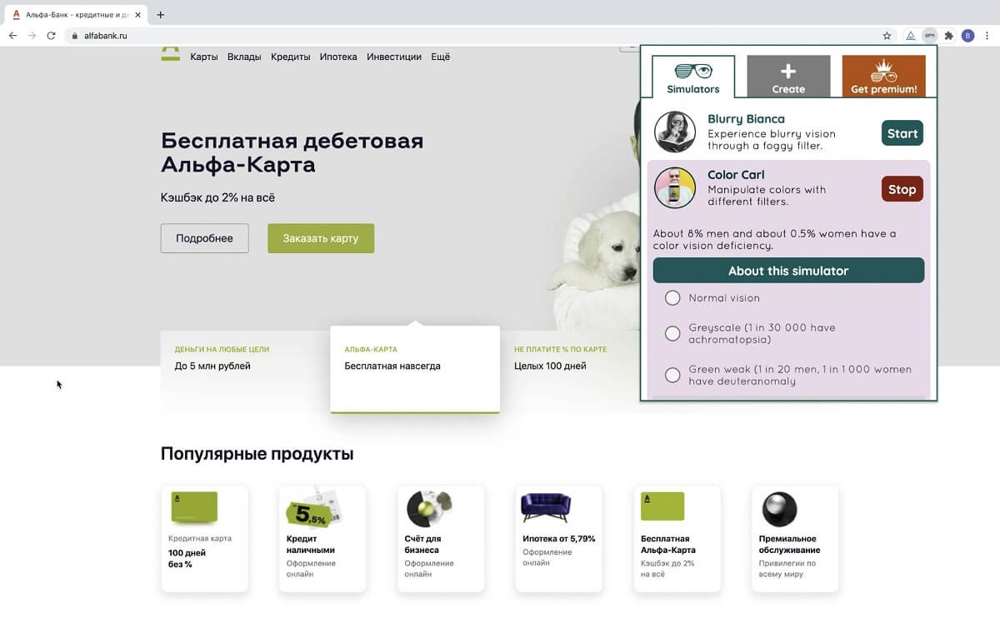 Альфа-Банк - кредитные и де
alfabank.ru
B
Карты Вклады Кредиты Ипотека Инвестиции Ещё
Бесплатная дебетовая
Альфа-Карта
Кэшбэк до 2% на всё
Подробнее
Заказать карту
ДЕНЬГИ НА ЛЮБЫЕ ЦЕЛИ
До 5 млн рублей
АЛЬФА-КАРТА
Бесплатная навсегда
НЕ ПЛАТИТЕ % ПО КАРТЕ
Целых 100 дней
Simulators
Create
Get premium!
Blurry Bianca
Experience blurry vision
through a foggy filter.
Start
Color Carl
Manipulate colors with
different filters.
Stop
About 8% men and about 0.5% women have a
color vision deficiency.
About this simulator
Normal vision
Greyscale (1 in 30 000 have
achromatopsia)
Green weak (1 in 20 men, 1 in 1 000 women
have deuteranomaly
Популярные продукты
Кредитная карта
100 дней
без %
5,5%
Кредит
наличными
Оформление
онлайн
Счёт для
бизнеса
Оформление
онлайн
Ипотека от 5,79%
Оформление
онлайн
Бесплатная
Альфа-Карта
Кэшбэк до 2%
на всё
Премиальное
обслуживание
Привилегии по
всему миру